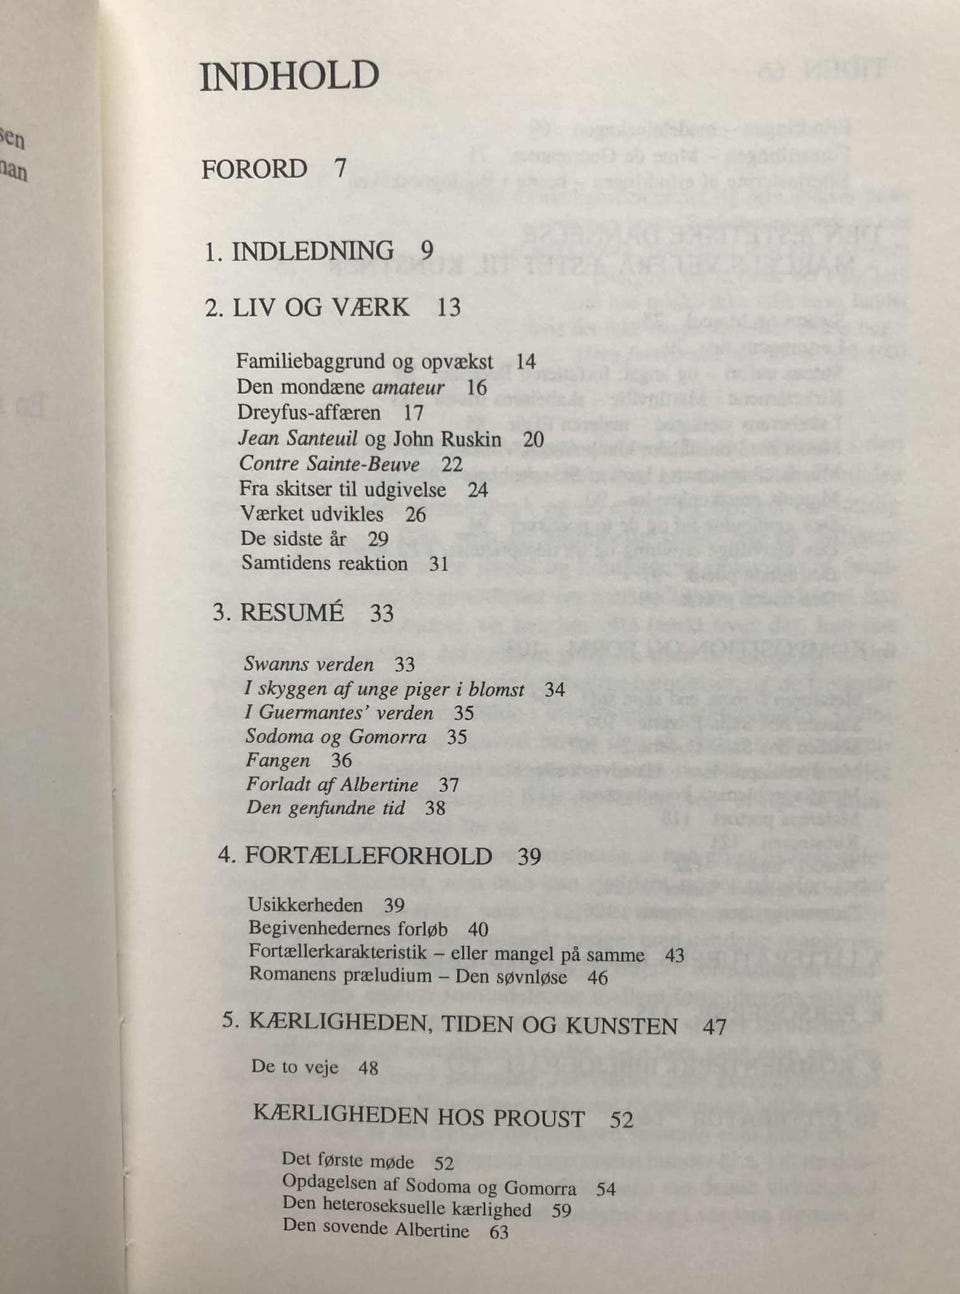 INDHOLD
FORORD 7
1. INDLEDNING 9
2. LIV OG VÆRK 13
Familiebaggrund og opvækst 14
Den mondæne amateur 16
Dreyfus-affæren 17
Jean Santeuil og John Ruskin 20
Contre Sainte-Beuve 22
Fra skitser til udgivelse 24
Værket udvikles 26
De sidste år 29
Samtidens reaktion 31
3. RESUMÉ 33
Swanns verden 33
I skyggen af unge piger i blomst 34
I Guermantes' verden 35
Sodoma og Gomorra 35
Fangen 36
Forladt af Albertine 37
Den genfundne tid 38
4. FORTÆLLEFORHOLD 39
Usikkerheden 39
Begivenhedernes forløb 40
Fortællerkarakteristik – eller mangel på samme 43
Romanens præludium – Den søvnløse 46
5. KÆRLIGHEDEN, TIDEN OG KUNSTEN 47
De to veje 48
KÆRLIGHEDEN HOS PROUST 52
Det første møde 52
Opdagelsen af Sodoma og Gomorra 54
Den heteroseksuelle kærlighed 59
Den sovende Albertine 63